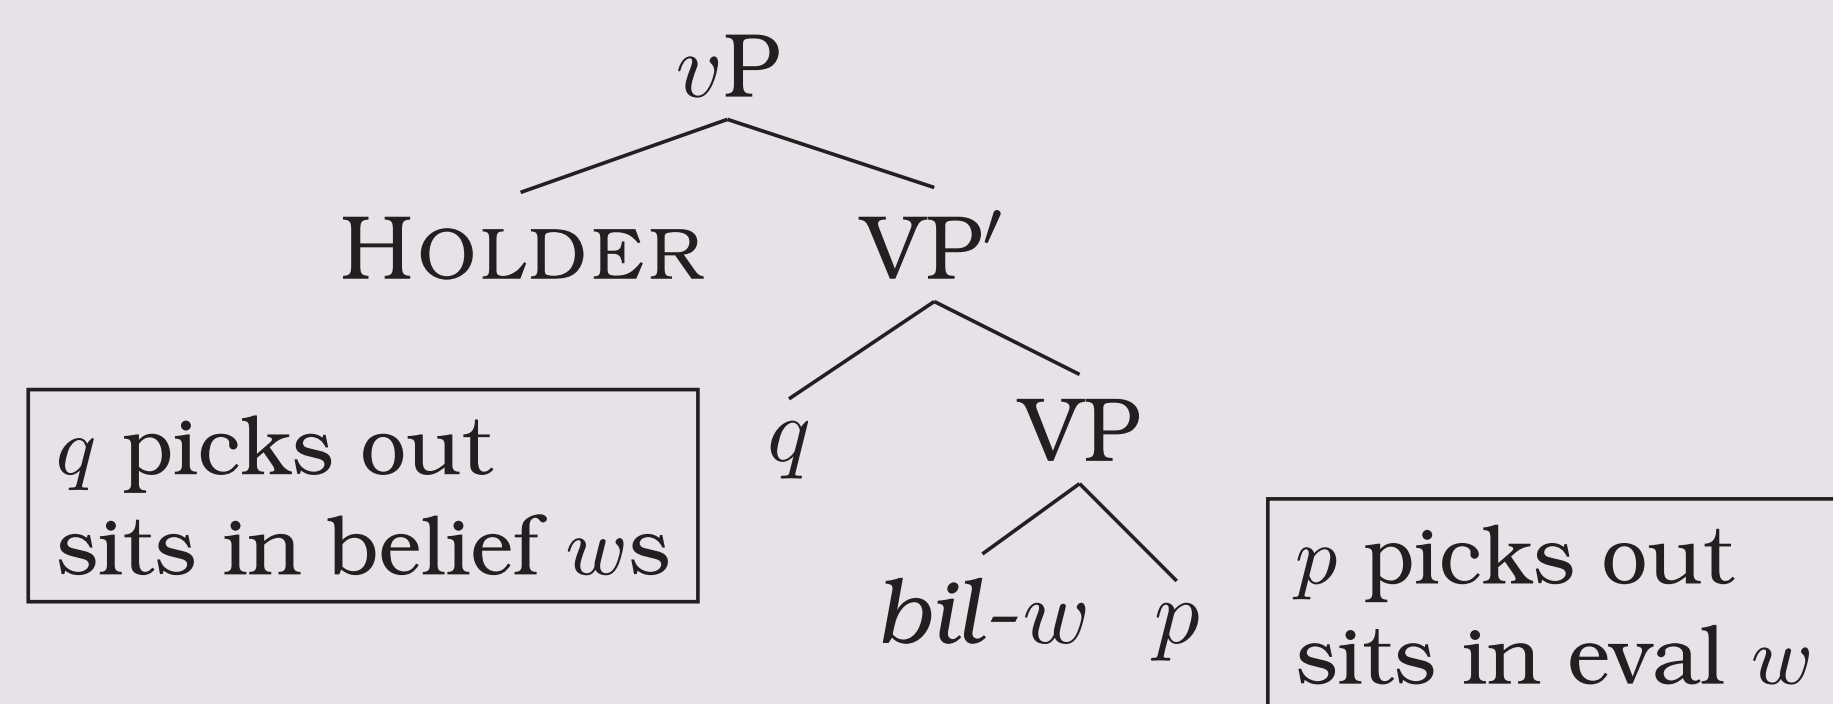 vP
HOLDER VP′
q VP
q picks out
sits in belief ws
bil-w p
p picks out
sits in eval w